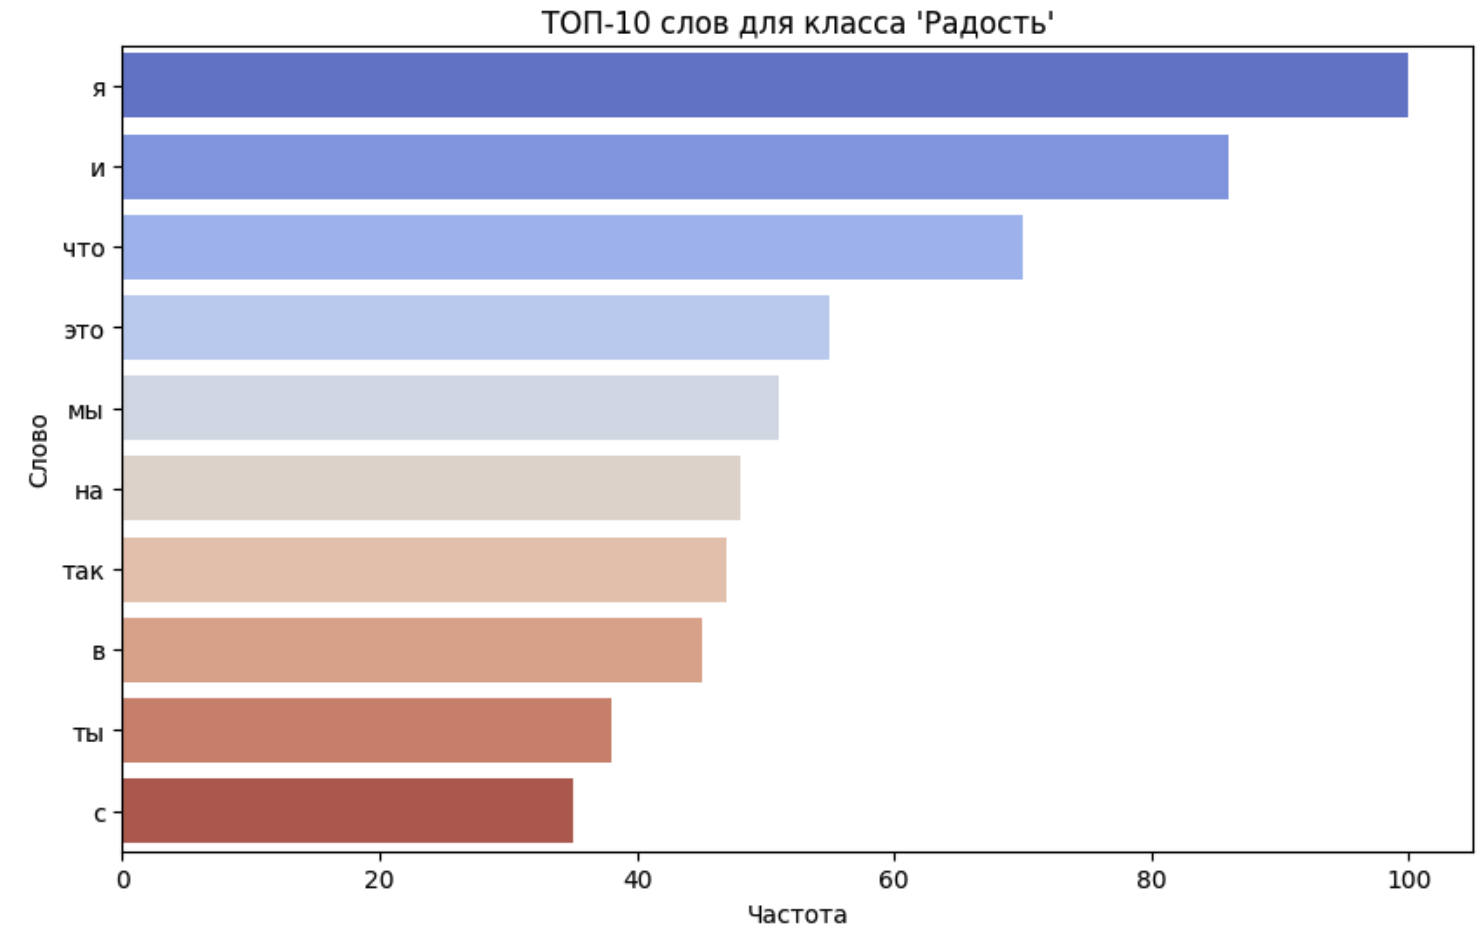 ТОП-10 слов для класса 'Радость'
я
и
что
это
мы
на
так
в
ты
с
Слово
0 20 40 60 80 100
Частота